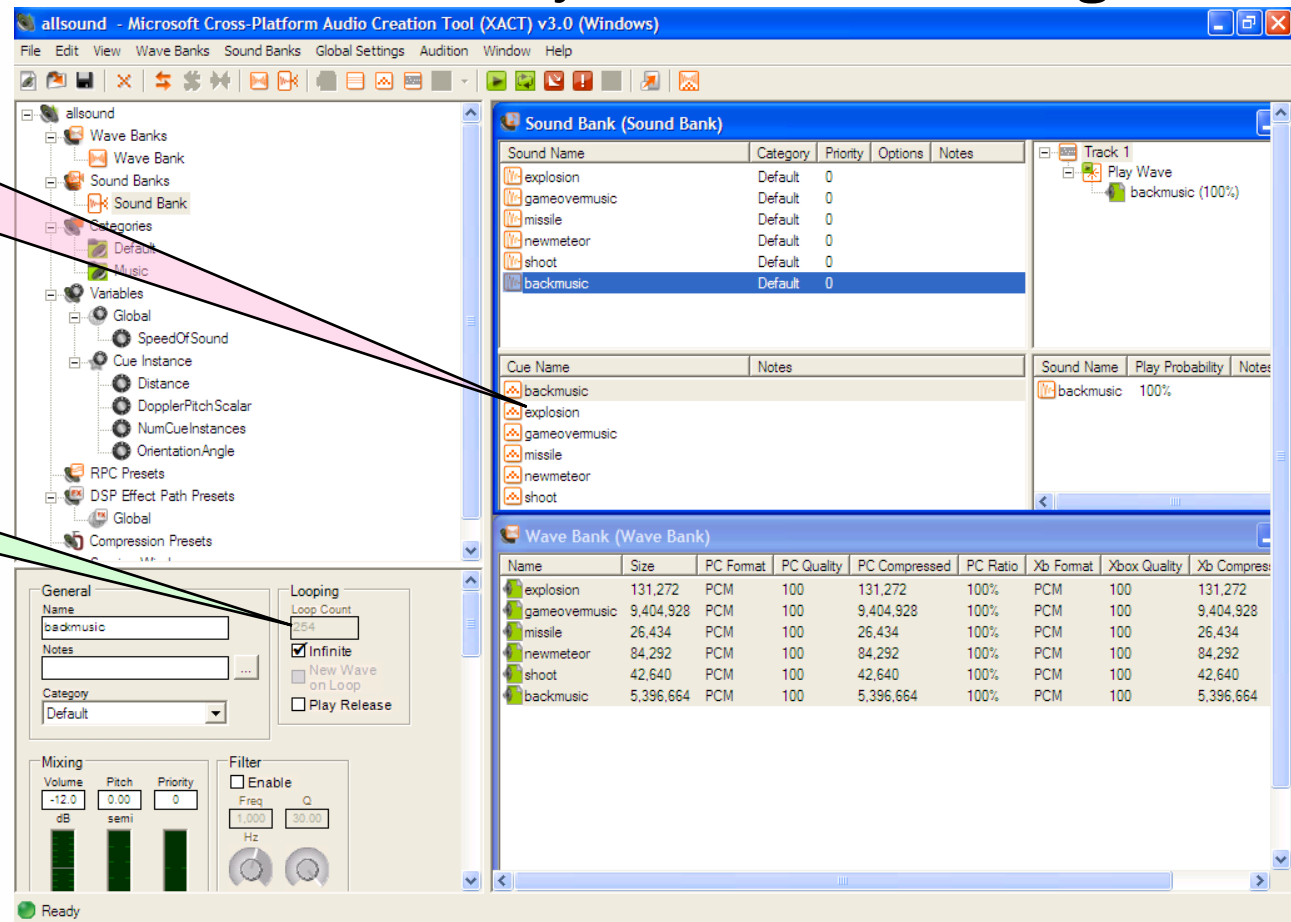 allsound - Microsoft Cross-Platform Audio Creation Tool (XACT) v3.0 (Windows)
File Edit View Wave Banks Sound Banks Global Settings Audition Window Help
allsound
Wave Banks
Wave Bank
Sound Banks
Sound Bank
Categories
Default
Music
Variables
Global
SpeedOfSound
Cue Instance
Distance
DopplerPitchScalar
NumCueInstances
OrientationAngle
RPC Presets
DSP Effect Path Presets
Global
Compression Presets
Sound Bank (Sound Bank)
Sound Name Category Priority Options Notes
explosion Default 0
gameovermusic Default 0
missile Default 0
newmeteor Default 0
shoot Default 0
backmusic Default 0
Track 1
Play Wave
backmusic (100%)
Cue Name Notes
backmusic
explosion
gameovermusic
missile
newmeteor
shoot
Sound Name Play Probability Notes
backmusic 100%
Wave Bank (Wave Bank)
Name Size PC Format PC Quality PC Compressed PC Ratio Xb Format Xbox Quality Xb Compres
explosion 131,272 PCM 100 131,272 100% PCM 100 131,272
gameovermusic 9,404,928 PCM 100 9,404,928 100% PCM 100 9,404,928
missile 26,434 PCM 100 26,434 100% PCM 100 26,434
newmeteor 84,292 PCM 100 84,292 100% PCM 100 84,292
shoot 42,640 PCM 100 42,640 100% PCM 100 42,640
backmusic 5,396,664 PCM 100 5,396,664 100% PCM 100 5,396,664
General
Name
backmusic
Notes
...
Category
Default
Looping
Loop Count
254
Infinite
New Wave
on Loop
Play Release
Mixing
Volume Pitch Priority
-12.0 0.00 0
dB semi
Filter
Enable
Freq Q
1,000 30.00
Hz
Ready